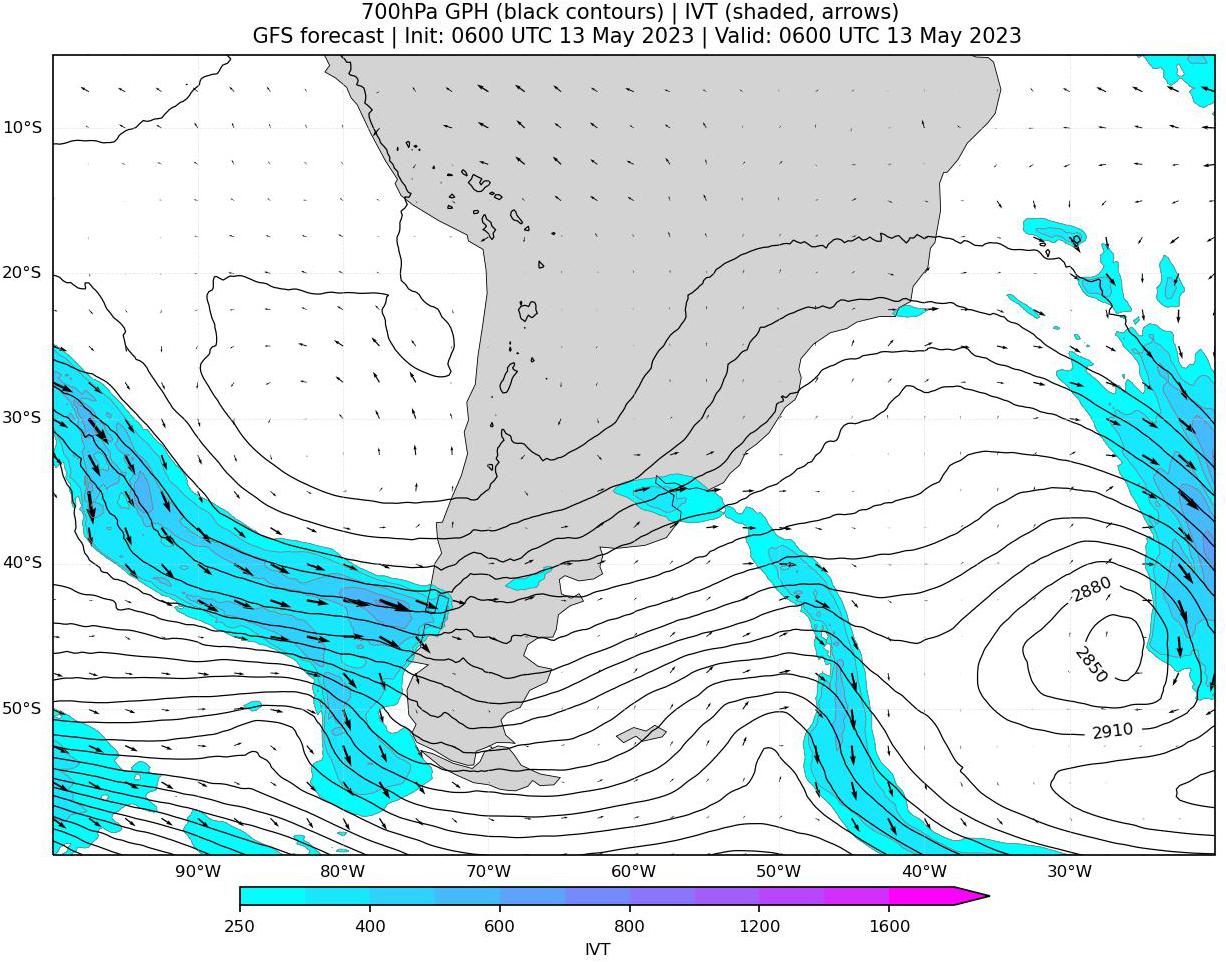 700hPa GPH (black contours) | IVT (shaded, arrows)
GFS forecast | Init: 0600 UTC 13 May 2023 | Valid: 0600 UTC 13 May 2023
10°S
20°S
30°S
40°S
50°S
2880
2850
2910
90°W
80°W
70°W
60°W
50°W
40°W
30°W
250
400
600
800
1200
1600
IVT